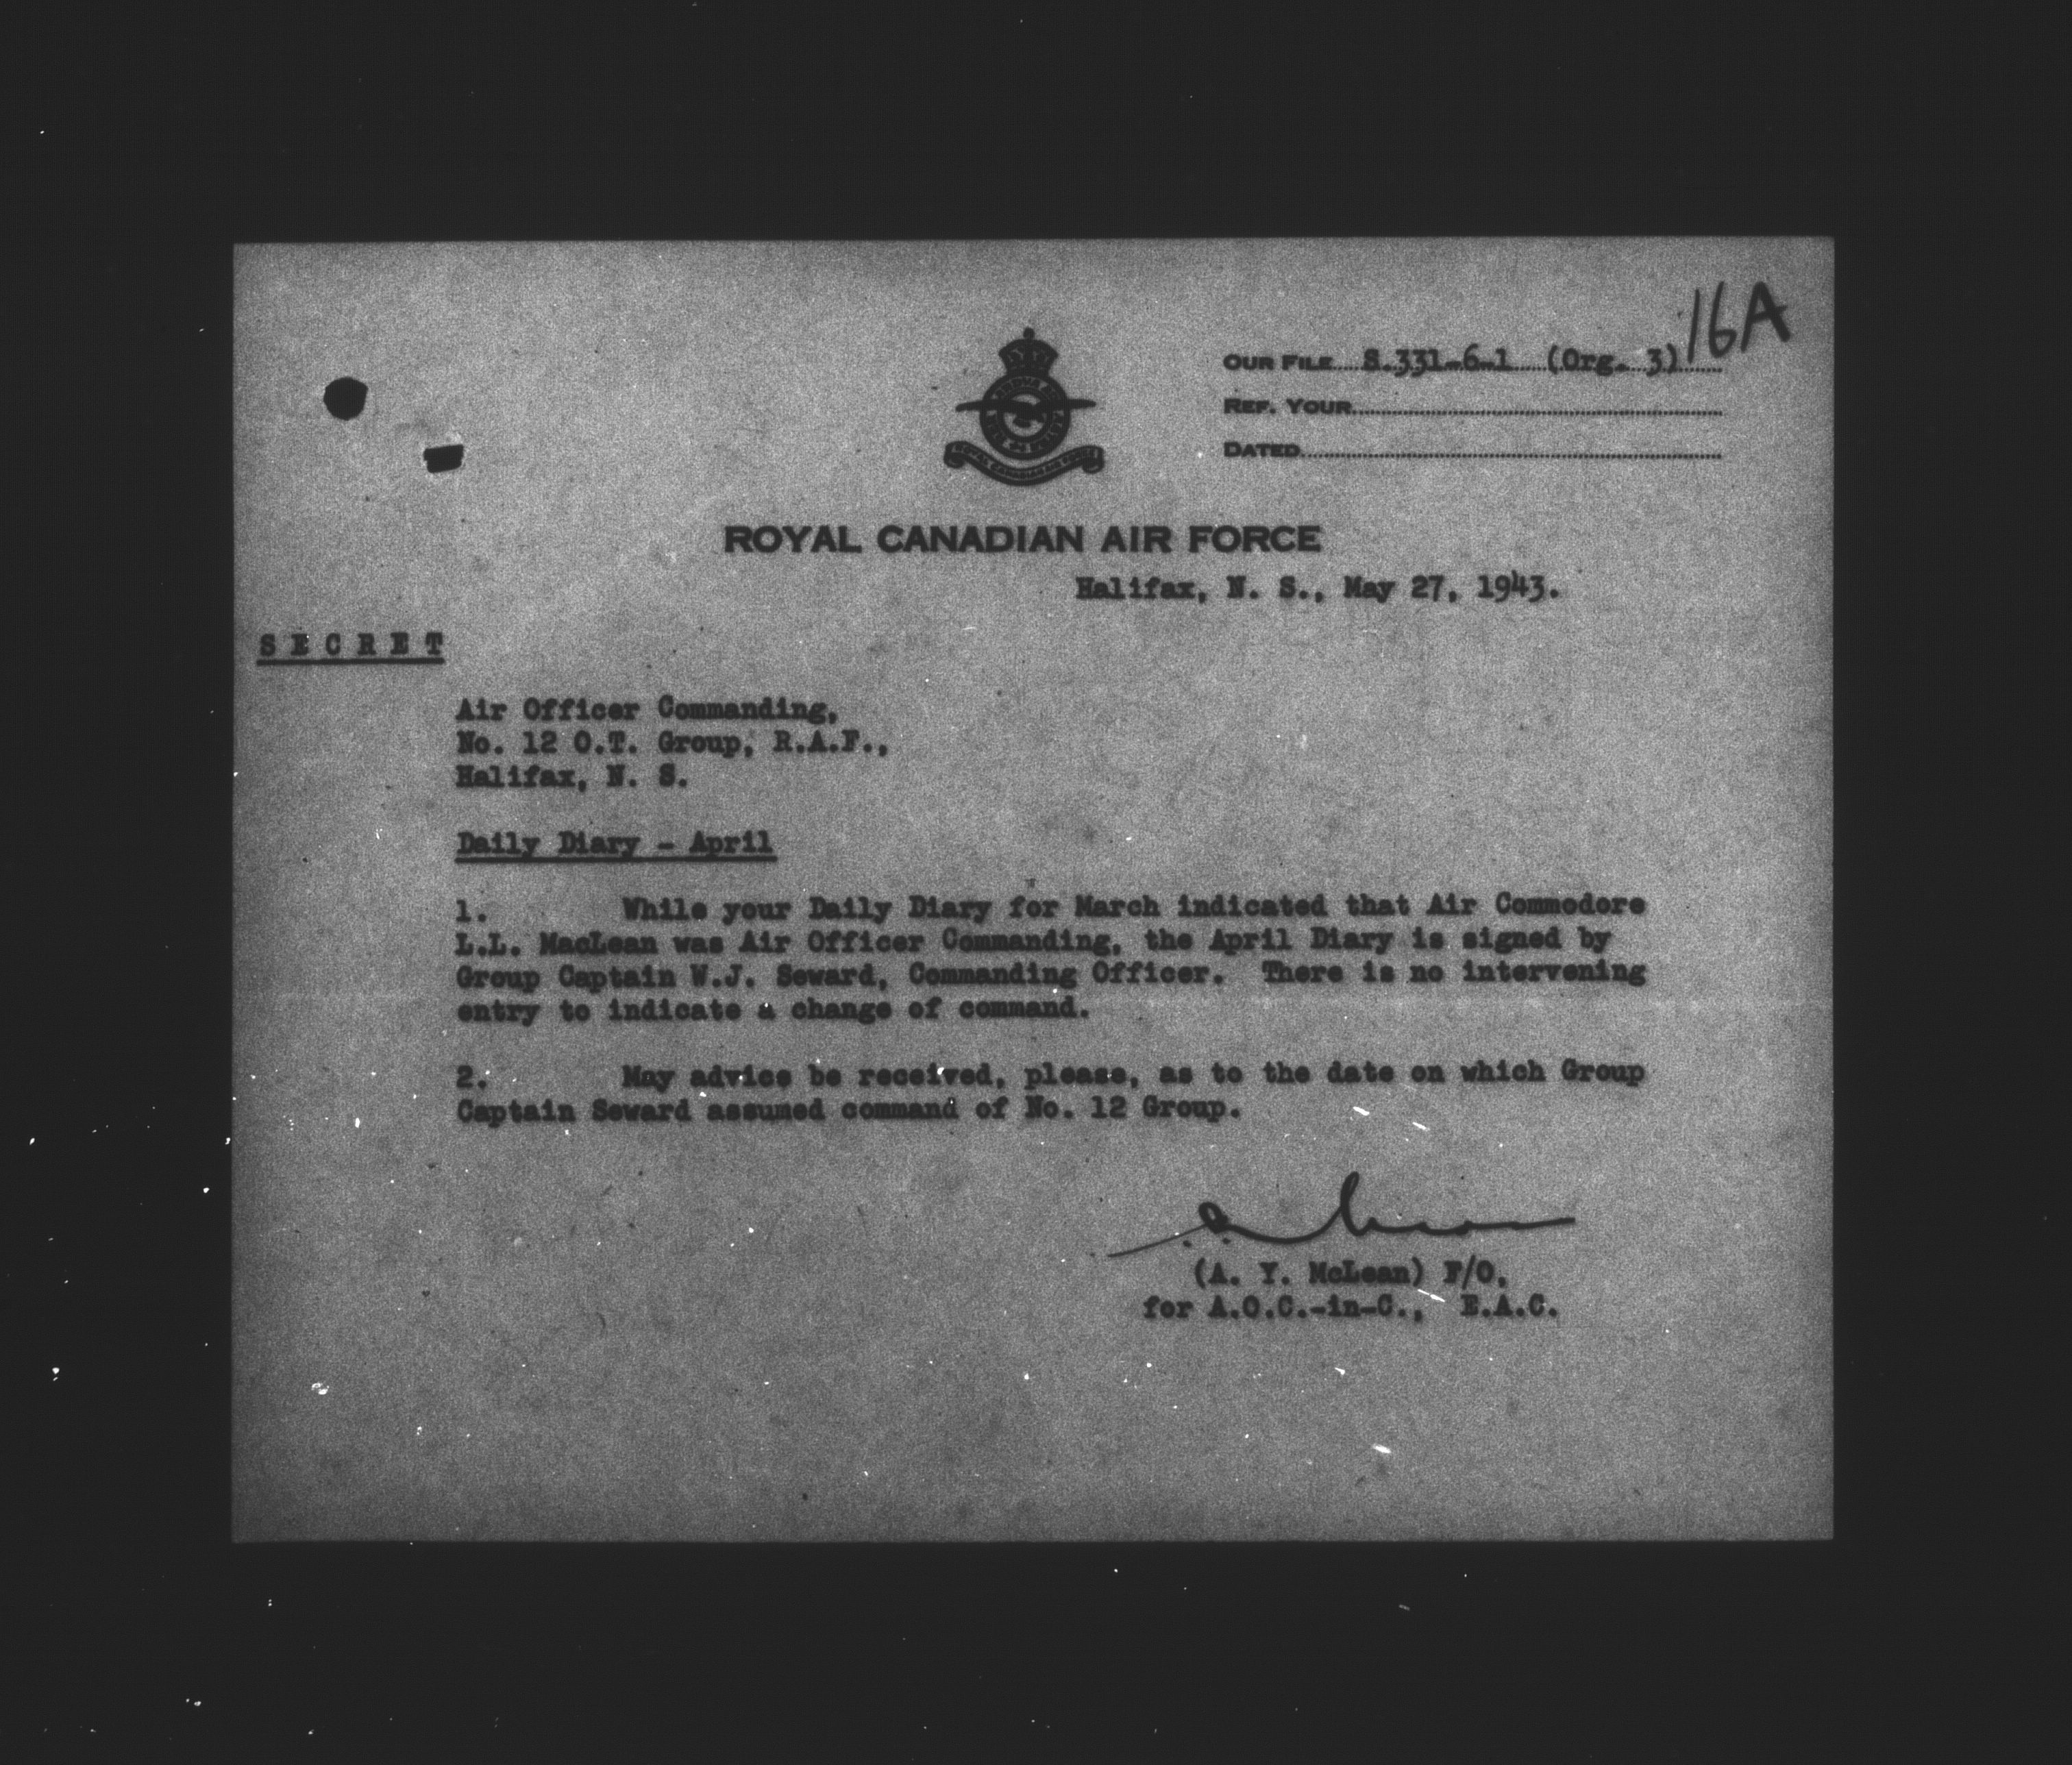 16A
OUR FILE S.331-6-1 (Org. 3)
REF. YOUR
DATED
ROYAL CANADIAN AIR FORCE
ROYAL CANADIAN AIR FORCE
Halifax, N. S., May 27, 1943.
S E C R E T
Air Officer Commanding,
No. 12 O.T. Group, R.A.F.,
Halifax, N. S.
Daily Diary - April
1. While your Daily Diary for March indicated that Air Commodore
L.L. MacLean was Air Officer Commanding, the April Diary is signed by
Group Captain W.J. Seward, Commanding Officer. There is no intervening
entry to indicate a change of command.
2. May advice be received, please, as to the date on which Group
Captain Seward assumed command of No. 12 Group.
(A. Y. McLean) F/O,
for A.O.C.-in-C., E.A.C.